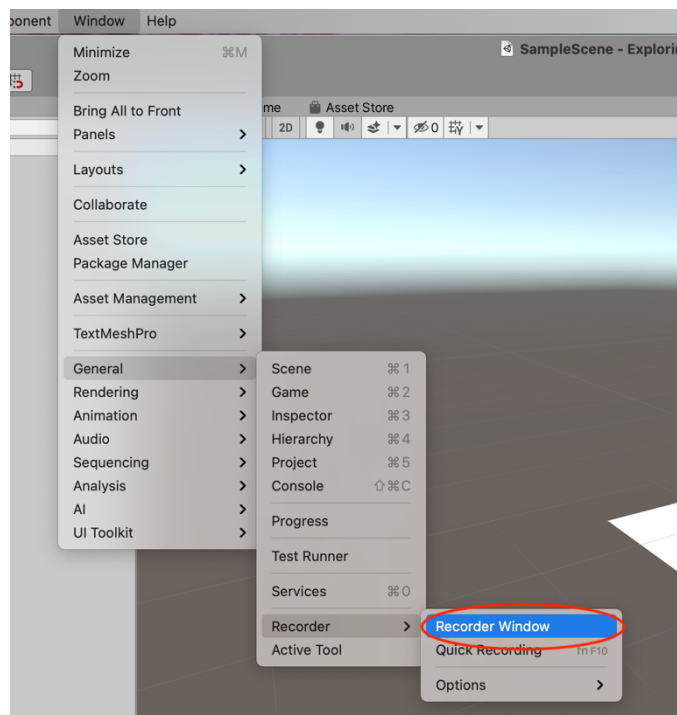 ponent Window Help
SampleScene - Explori
Minimize ⌘M
Zoom
Bring All to Front
me Asset Store
Panels
2D 0
Layouts
Collaborate
Asset Store
Package Manager
Asset Management
TextMeshPro
General
Rendering
Animation
Audio
Sequencing
Analysis
AI
UI Toolkit
Scene ⌘1
Game ⌘2
Inspector ⌘3
Hierarchy ⌘4
Project ⌘5
Console ⇧⌘C
Progress
Test Runner
Services ⌘0
Recorder
Active Tool
Recorder Window
Quick Recording fn F10
Options